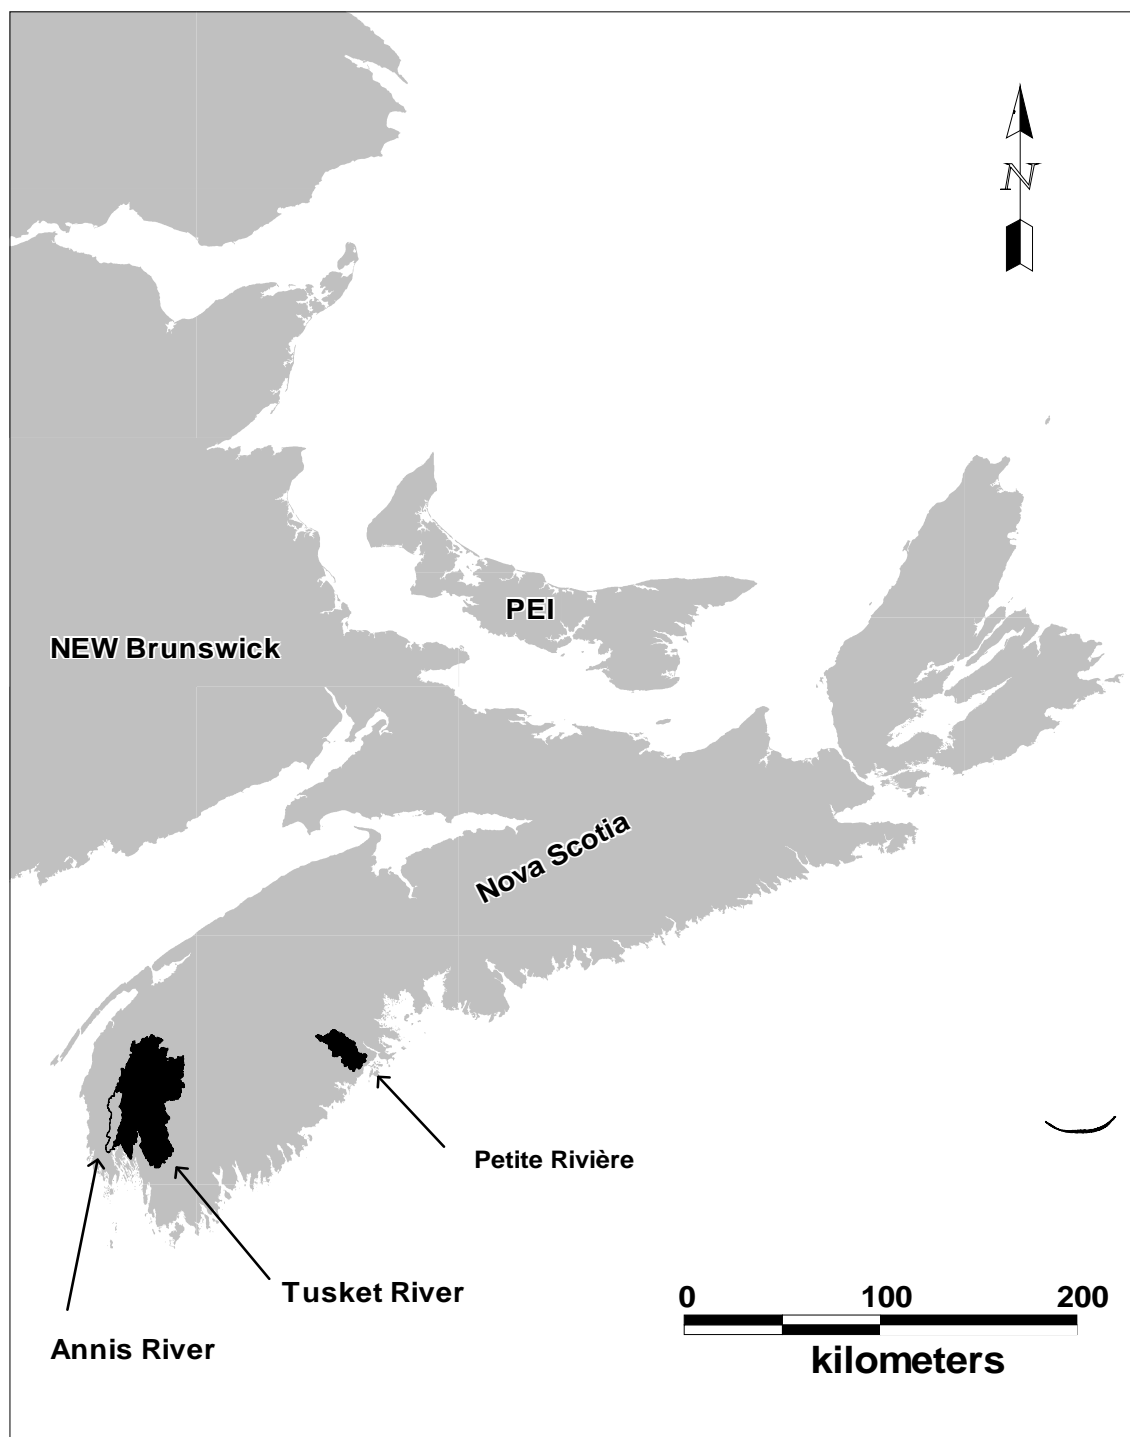 N
PEI
NEW Brunswick
Nova Scotia
Petite Rivière
Tusket River
Annis River
0 100 200
kilometers